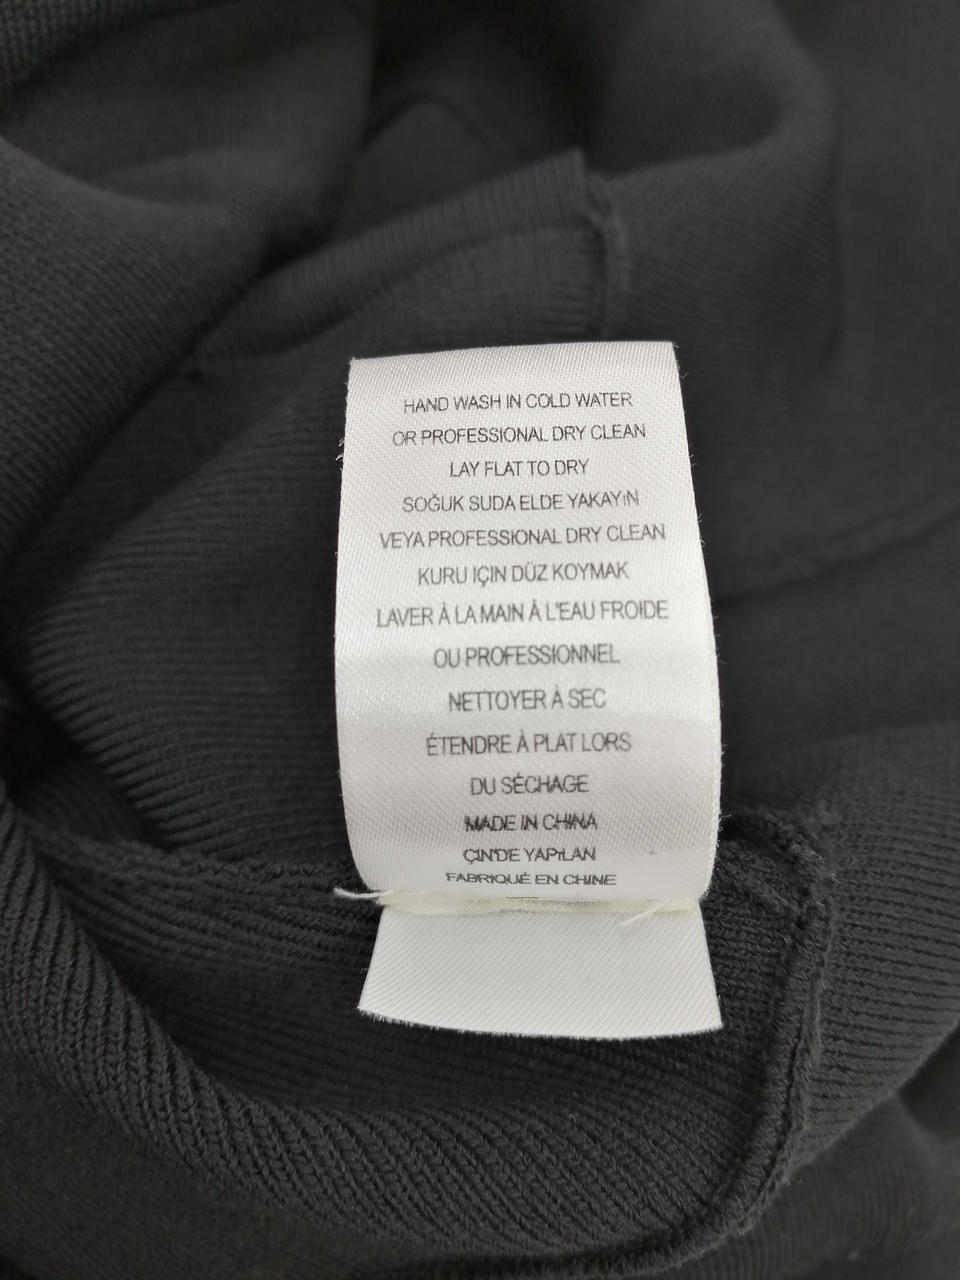 HAND WASH IN COLD WATER
OR PROFESSIONAL DRY CLEAN
LAY FLAT TO DRY
SOĞUK SUDA ELDE YAKAYIN
VEYA PROFESSIONAL DRY CLEAN
KURU IÇIN DÜZ KOYMAK
LAVER À LA MAIN À L'EAU FROIDE
OU PROFESSIONNEL
NETTOYER À SEC
ÉTENDRE À PLAT LORS
DU SÉCHAGE
MADE IN CHINA
ÇIN'DE YAPILAN
FABRIQUÉ EN CHINE